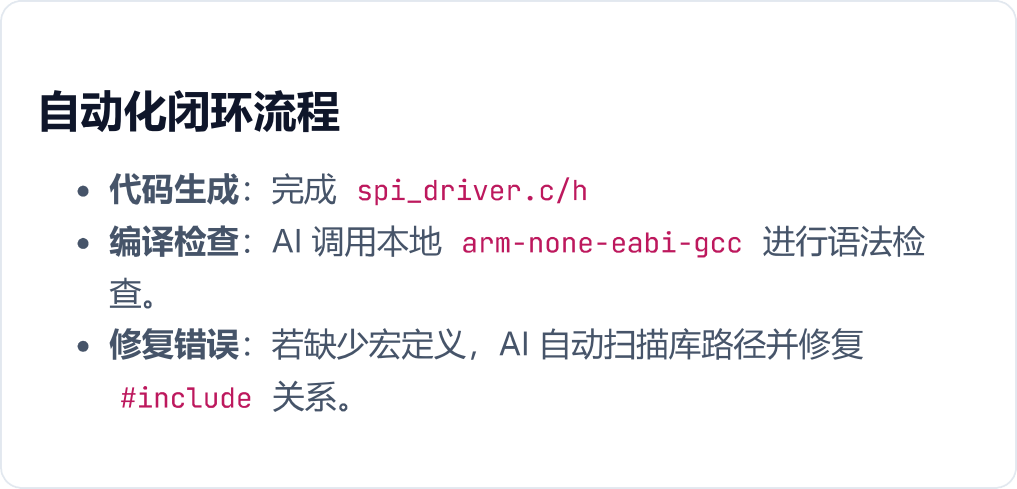 自动化闭环流程
• 代码生成：完成 spi_driver.c/h
• 编译检查：AI 调用本地 arm-none-eabi-gcc 进行语法检
查。
• 修复错误：若缺少宏定义，AI 自动扫描库路径并修复
#include 关系。